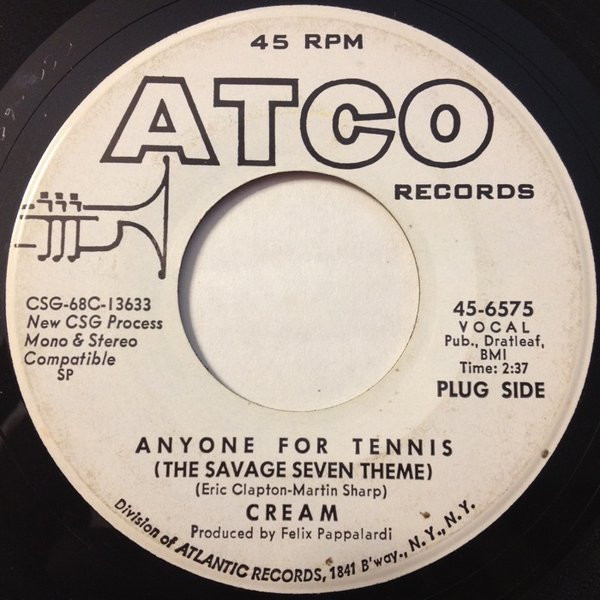 45 RPM
ATCO
RECORDS
CSG-68C-13633
New CSG Process
Mono & Stereo
Compatible
SP
45-6575
VOCAL
Pub., Dratleaf,
BMI
Time: 2:37
PLUG SIDE
ANYONE FOR TENNIS
(THE SAVAGE SEVEN THEME)
(Eric Clapton-Martin Sharp)
CREAM
Produced by Felix Pappalardi
Division of ATLANTIC RECORDS, 1841 B'way., N. Y., N. Y.